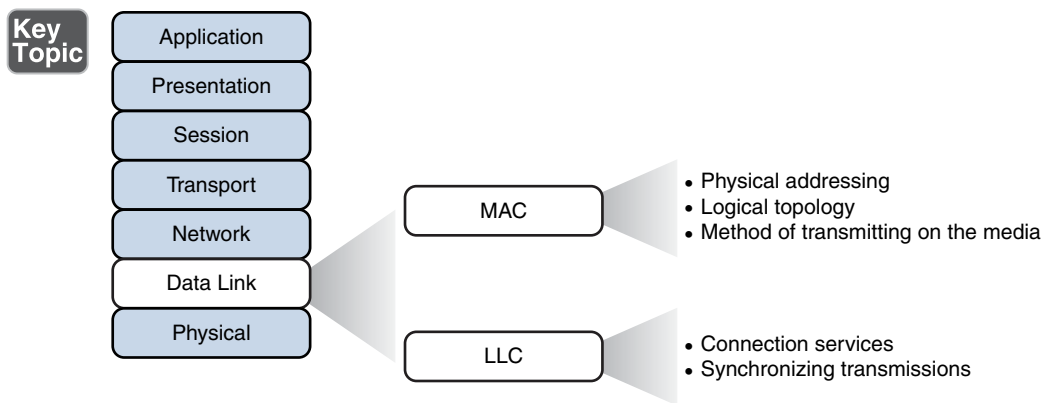 Key
Topic
Application
Presentation
Session
Transport
Network
Data Link
Physical
MAC
• Physical addressing
• Logical topology
• Method of transmitting on the media
LLC
• Connection services
• Synchronizing transmissions